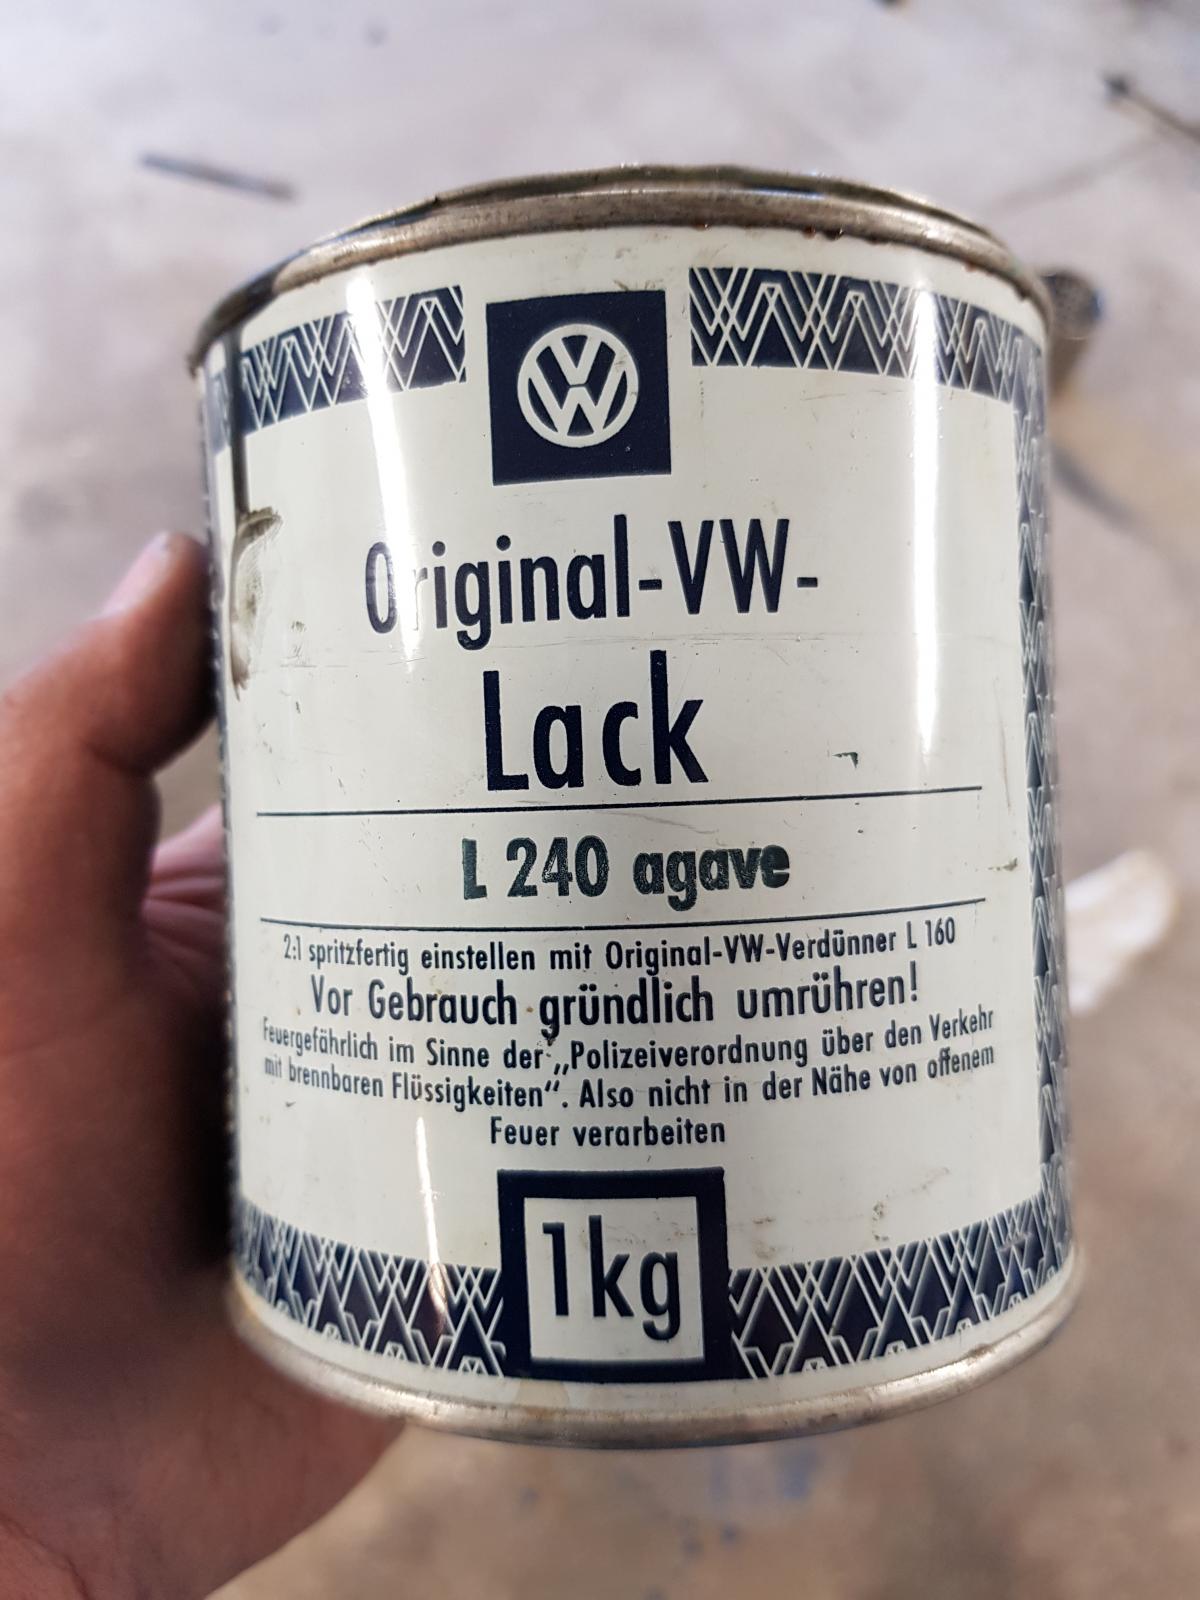 Original-VW-
Lack
L 240 agave
2:1 spritzfertig einstellen mit Original-VW-Verdünner L 160
Vor Gebrauch gründlich umrühren!
Feuergefährlich im Sinne der „Polizeiverordnung über den Verkehr
mit brennbaren Flüssigkeiten“. Also nicht in der Nähe von offenem
Feuer verarbeiten
1kg